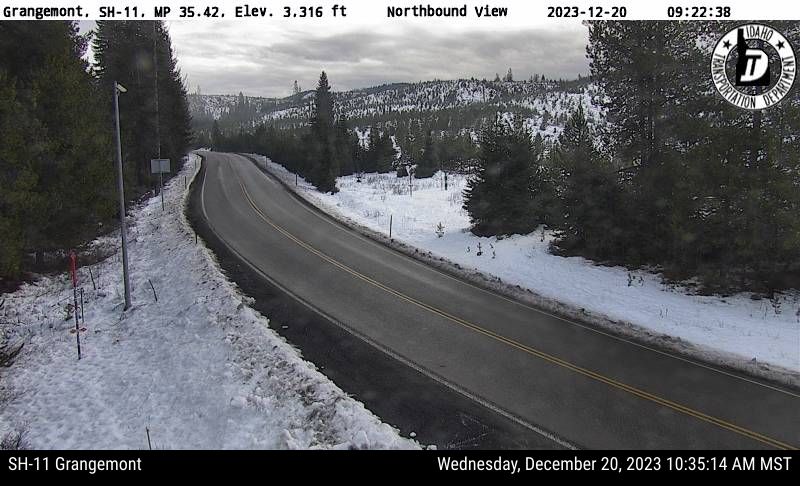 Grangemont, SH-11, MP 35.42, Elev. 3,316 ft Northbound View 2023-12-20 09:22:38
IDAHO
TRANSPORTATION DEPARTMENT
SH-11 Grangemont Wednesday, December 20, 2023 10:35:14 AM MST